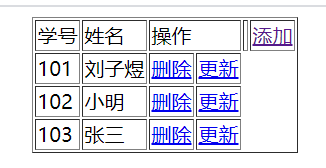 学号 姓名 操作 添加
101 刘子煜 删除 更新
102 小明 删除 更新
103 张三 删除 更新